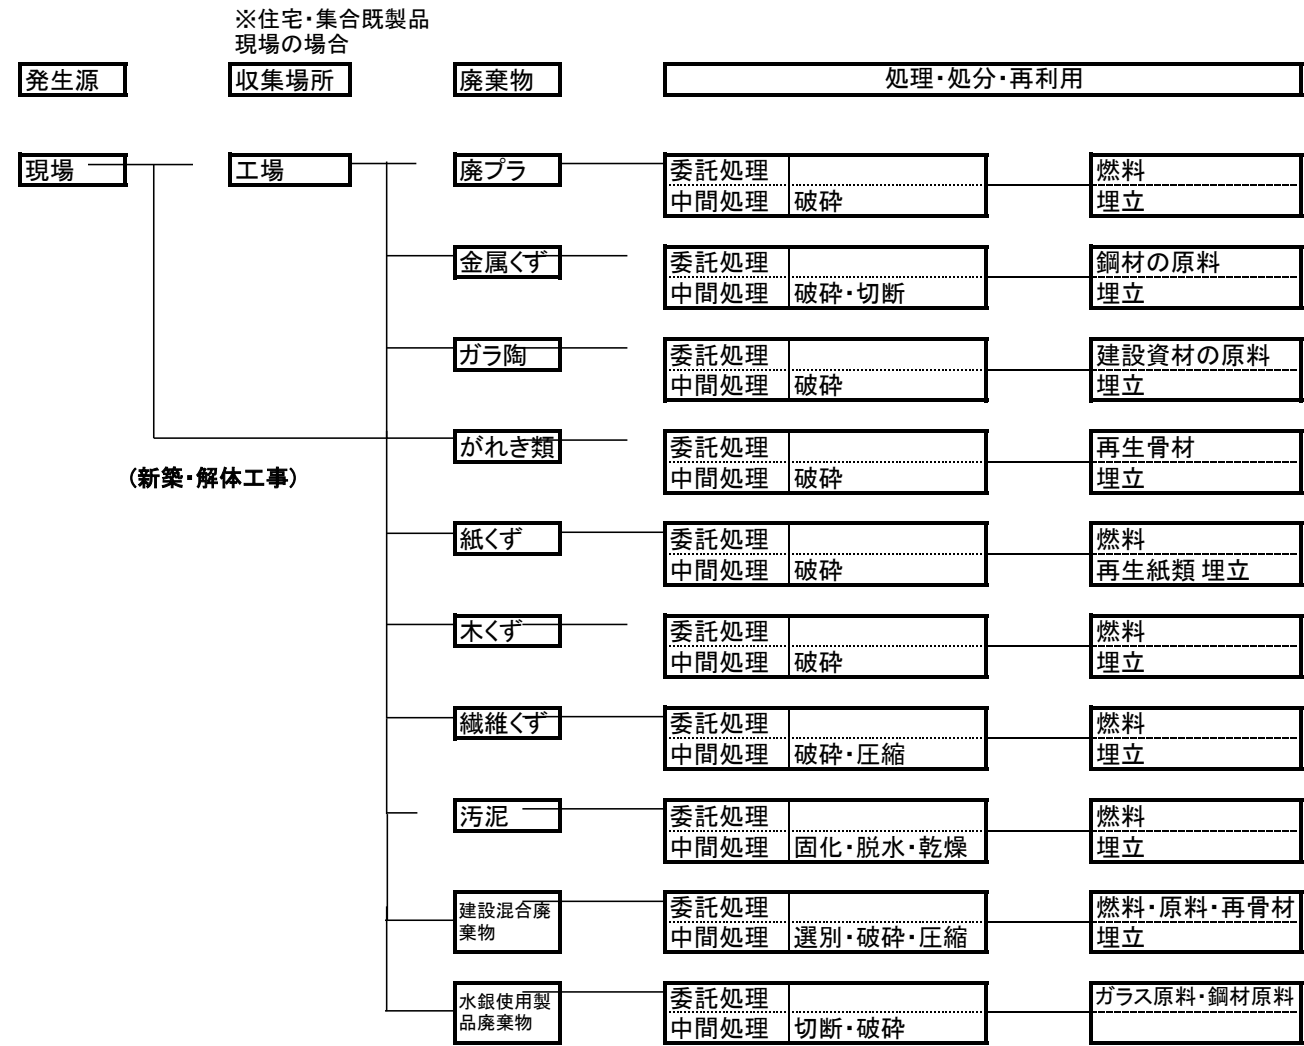 ※住宅・集合既製品
現場の場合
発生源
収集場所
廃棄物
処理・処分・再利用
現場
工場
廃プラ
委託処理
中間処理 破砕
燃料
埋立
金属くず
委託処理
中間処理 破砕・切断
鋼材の原料
埋立
ガラ陶
委託処理
中間処理 破砕
建設資材の原料
埋立
がれき類
委託処理
中間処理 破砕
再生骨材
埋立
(新築・解体工事)
紙くず
委託処理
中間処理 破砕
燃料
再生紙類 埋立
木くず
委託処理
中間処理 破砕
燃料
埋立
繊維くず
委託処理
中間処理 破砕・圧縮
燃料
埋立
汚泥
委託処理
中間処理 固化・脱水・乾燥
燃料
埋立
建設混合廃
棄物
委託処理
中間処理 選別・破砕・圧縮
燃料・原料・再骨材
埋立
水銀使用製
品廃棄物
委託処理
中間処理 切断・破砕
ガラス原料・鋼材原料